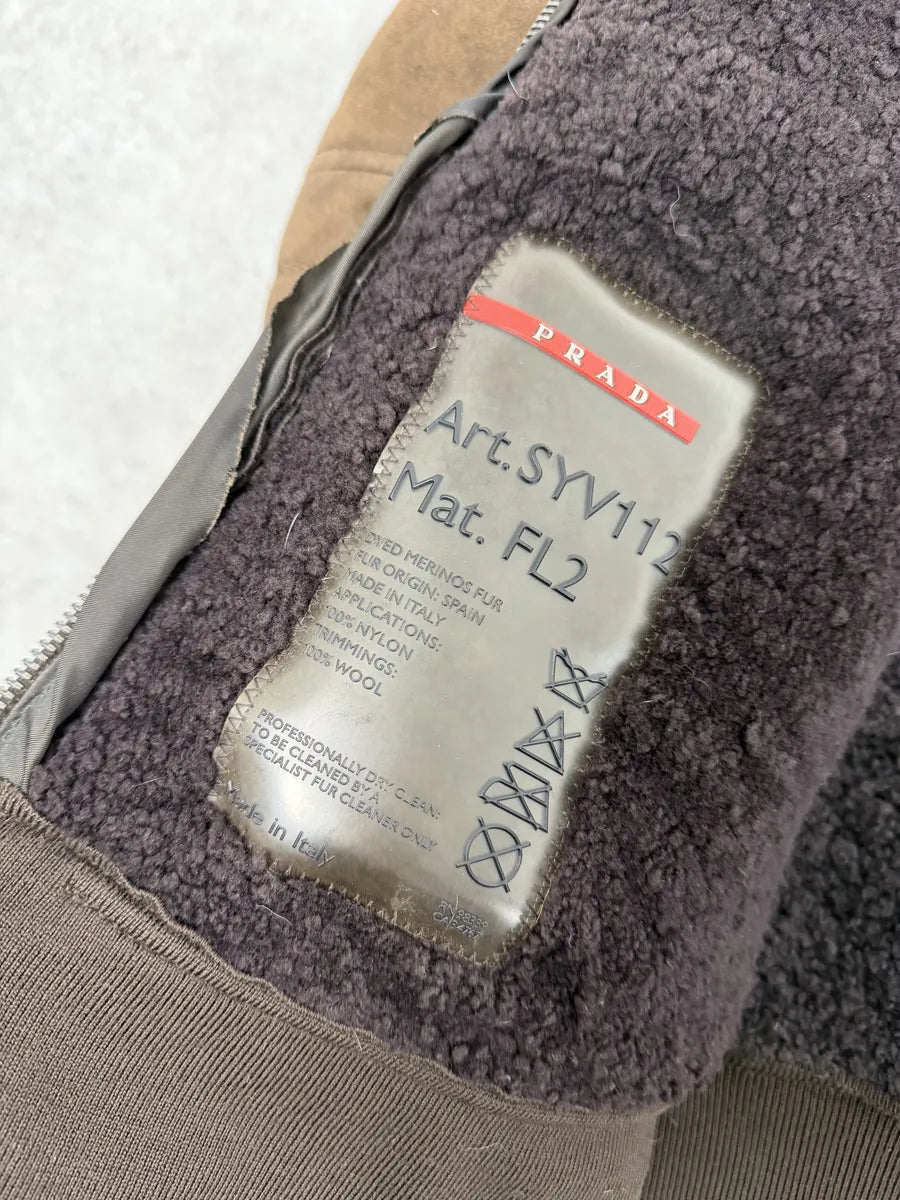 PRADA
Art. SYV112
Mat. FL2
DYED MERINOS FUR
FUR ORIGIN: SPAIN
MADE IN ITALY
APPLICATIONS:
100% NYLON
TRIMMINGS:
100% WOOL
PROFESSIONALLY DRY CLEAN:
TO BE CLEANED BY A
SPECIALIST FUR CLEANER ONLY
Made in Italy